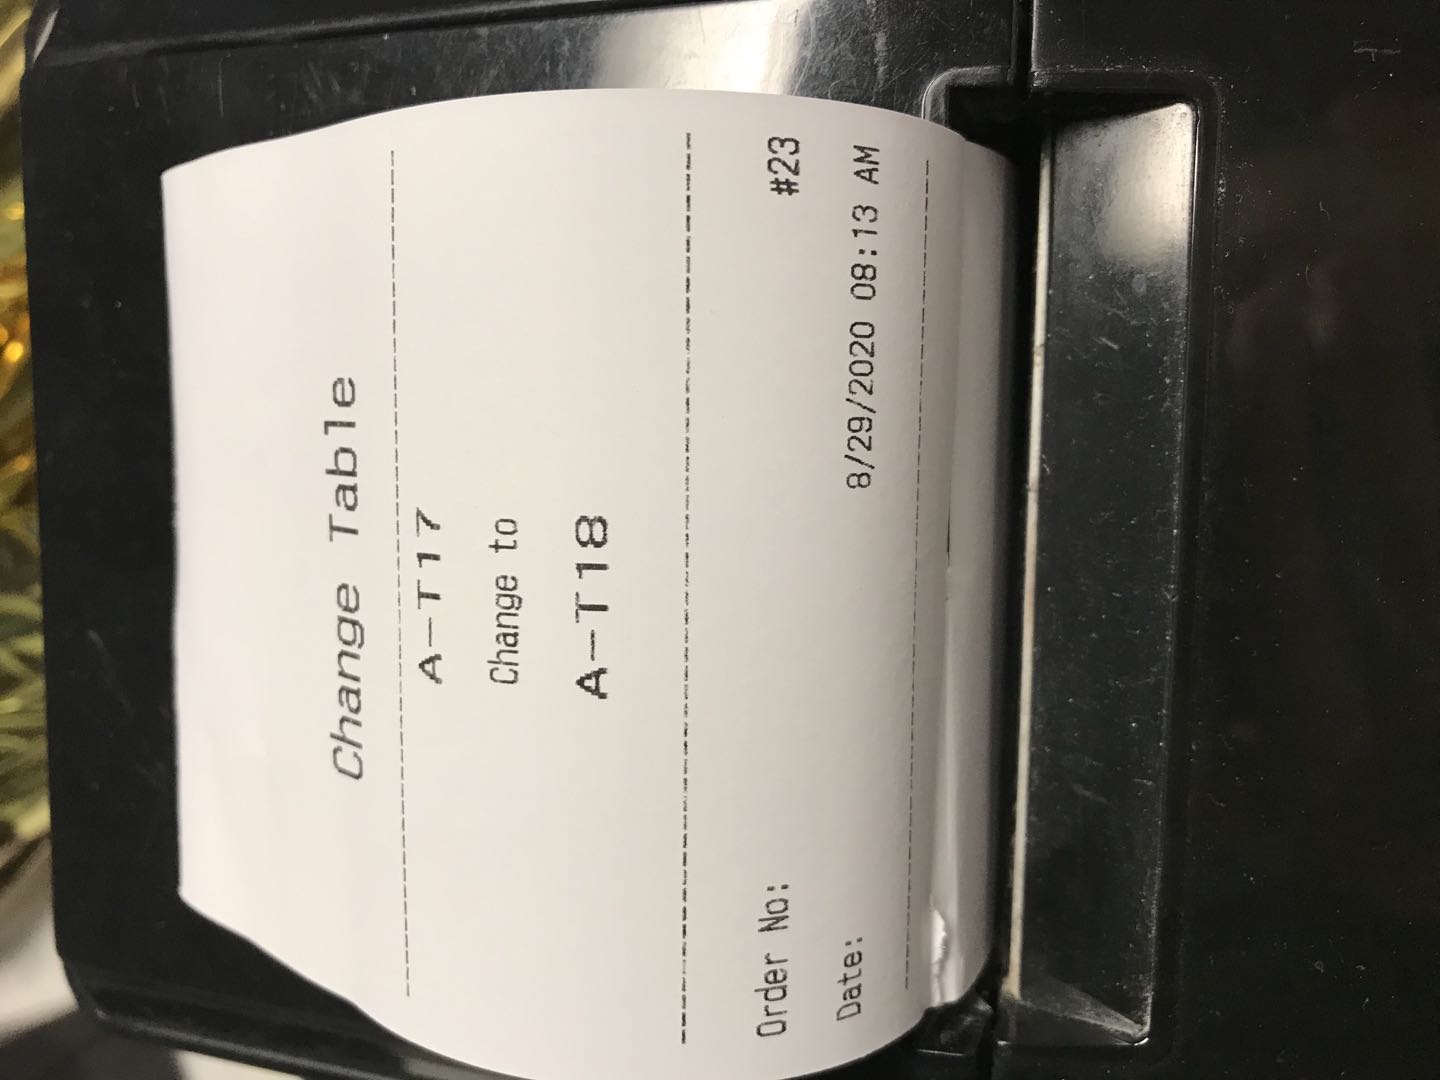 Change Table
A-T17
Change to
A-T18
Order No: #23
Date: 8/29/2020 08:13 AM